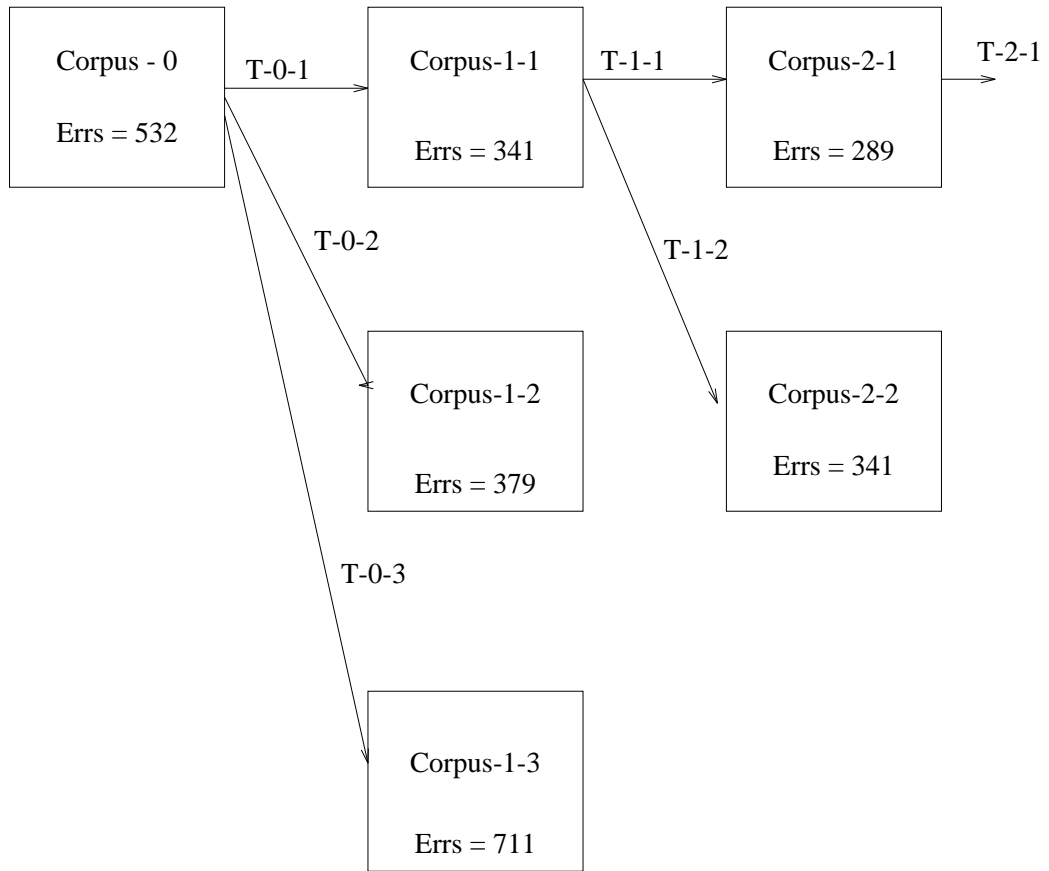 Corpus - 0
Errs = 532
T-0-1
Corpus-1-1
Errs = 341
T-1-1
Corpus-2-1
Errs = 289
T-2-1
T-0-2
T-1-2
Corpus-1-2
Errs = 379
Corpus-2-2
Errs = 341
T-0-3
Corpus-1-3
Errs = 711